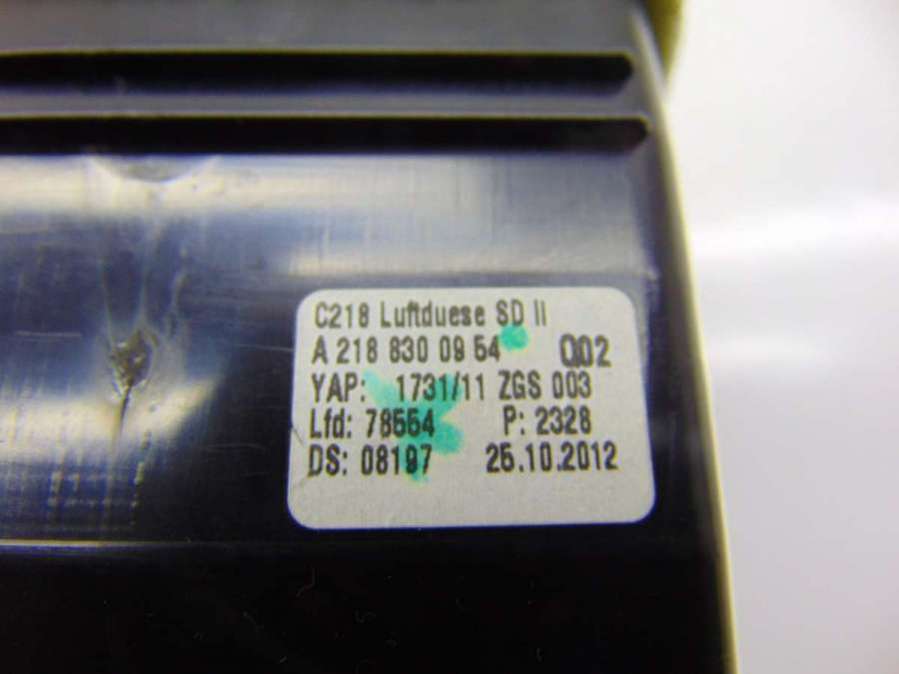 C218 Luftduese SD II
A 218 830 09 54 Q02
YAP: 1731/11 ZGS 003
Lfd: 78554 P: 2328
DS: 08197 25.10.2012